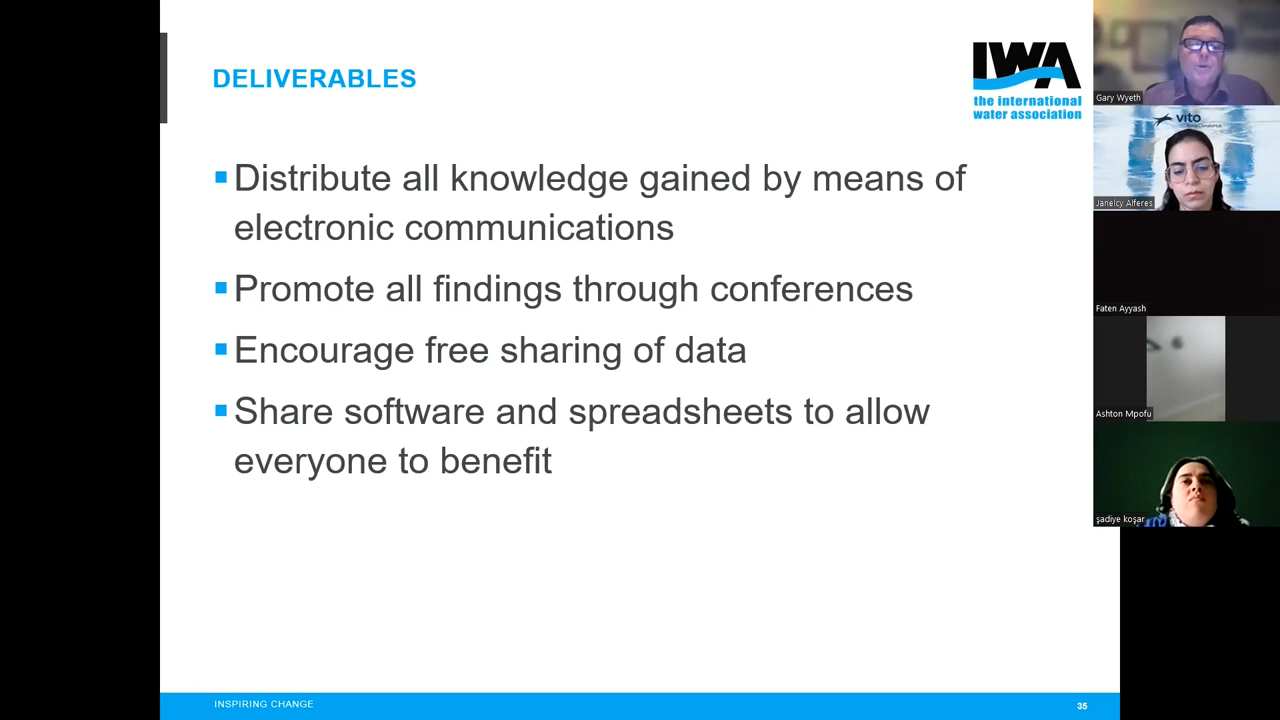 DELIVERABLES
IWA
the international
water association
Distribute all knowledge gained by means of
electronic communications
Promote all findings through conferences
Encourage free sharing of data
Share software and spreadsheets to allow
everyone to benefit
INSPIRING CHANGE
35
Gary Wyeth
vito
Janelcy Alferes
Faten Ayyash
Ashton Mpofu
şadiye koşar